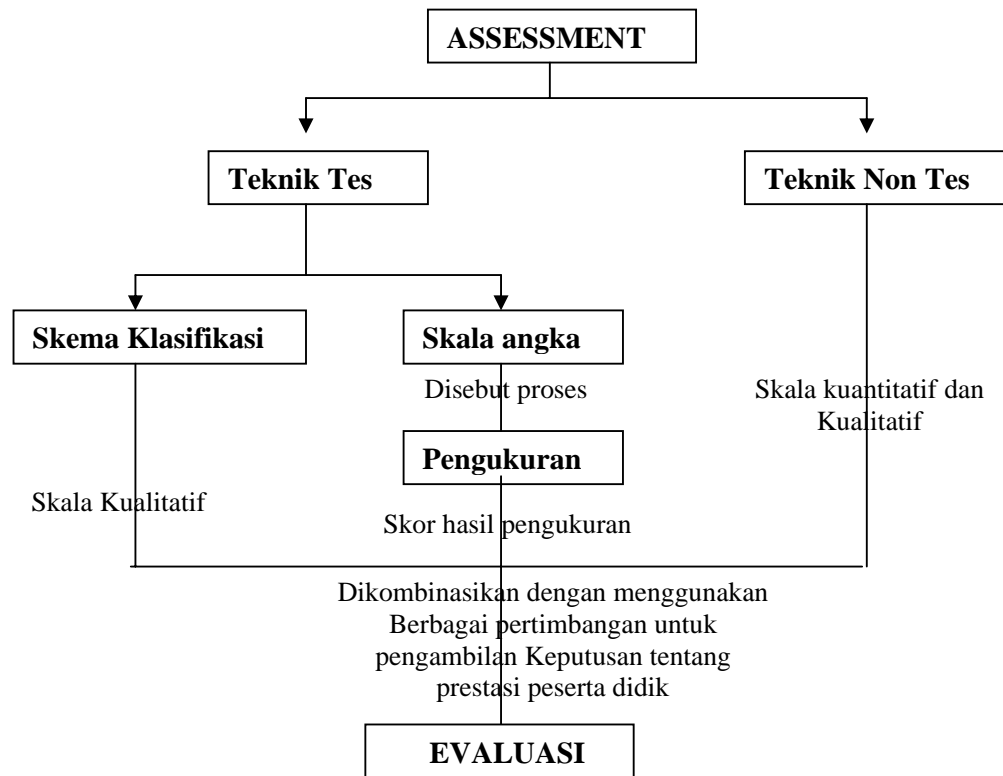 ASSESSMENT
Teknik Tes
Teknik Non Tes
Skema Klasifikasi
Skala angka
Disebut proses
Skala kuantitatif dan
Kualitatif
Pengukuran
Skala Kualitatif
Skor hasil pengukuran
Dikombinasikan dengan menggunakan
Berbagai pertimbangan untuk
pengambilan Keputusan tentang
prestasi peserta didik
EVALUASI